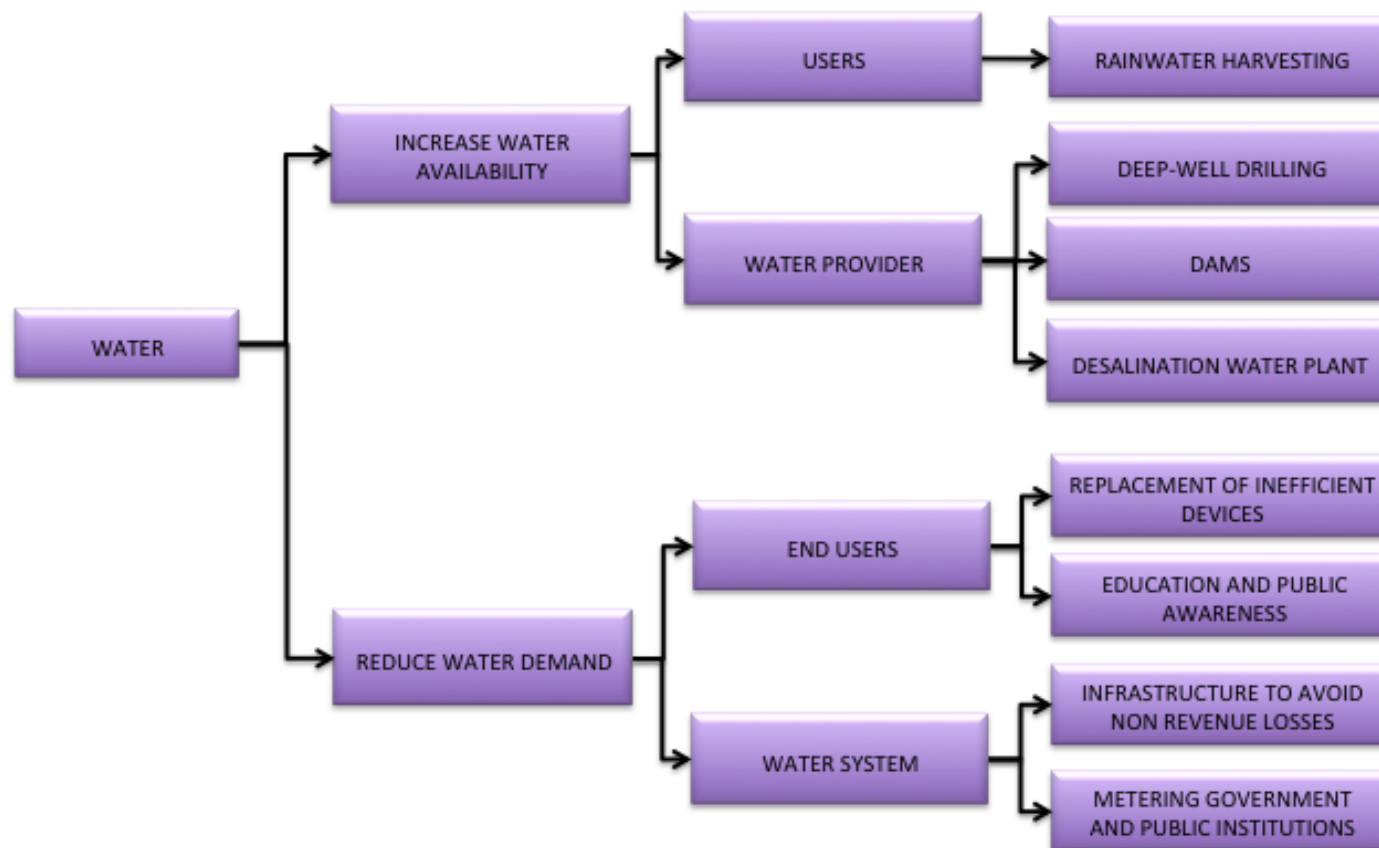 WATER
INCREASE WATER
AVAILABILITY
USERS
RAINWATER HARVESTING
WATER PROVIDER
DEEP-WELL DRILLING
DAMS
DESALINATION WATER PLANT
REDUCE WATER DEMAND
END USERS
REPLACEMENT OF INEFFICIENT
DEVICES
EDUCATION AND PUBLIC
AWARENESS
WATER SYSTEM
INFRASTRUCTURE TO AVOID
NON REVENUE LOSSES
METERING GOVERNMENT
AND PUBLIC INSTITUTIONS